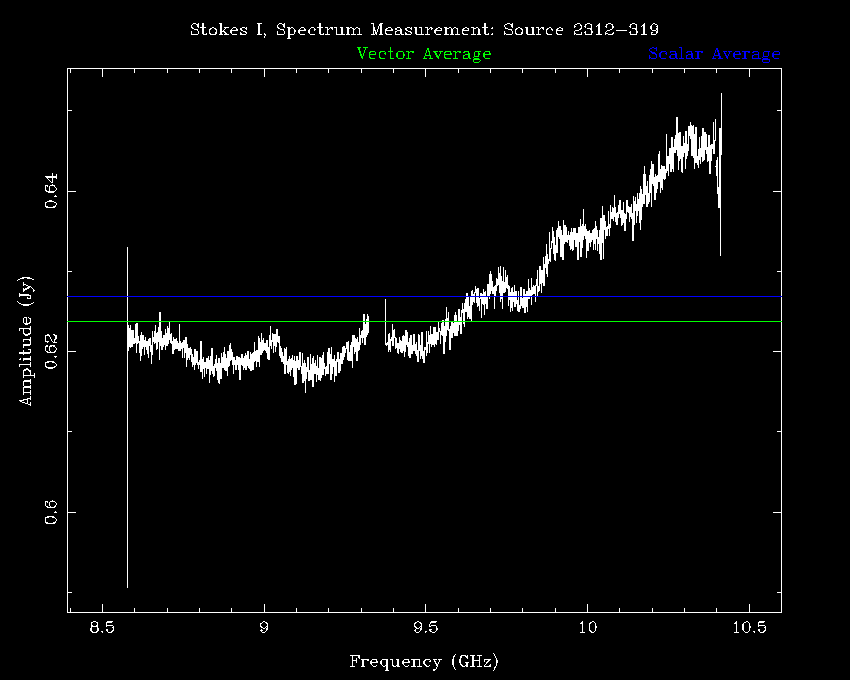 Stokes I, Spectrum Measurement: Source 2312−319
Vector Average Scalar Average
0.64
0.62
0.6
Amplitude (Jy)
8.5 9 9.5 10 10.5
Frequency (GHz)